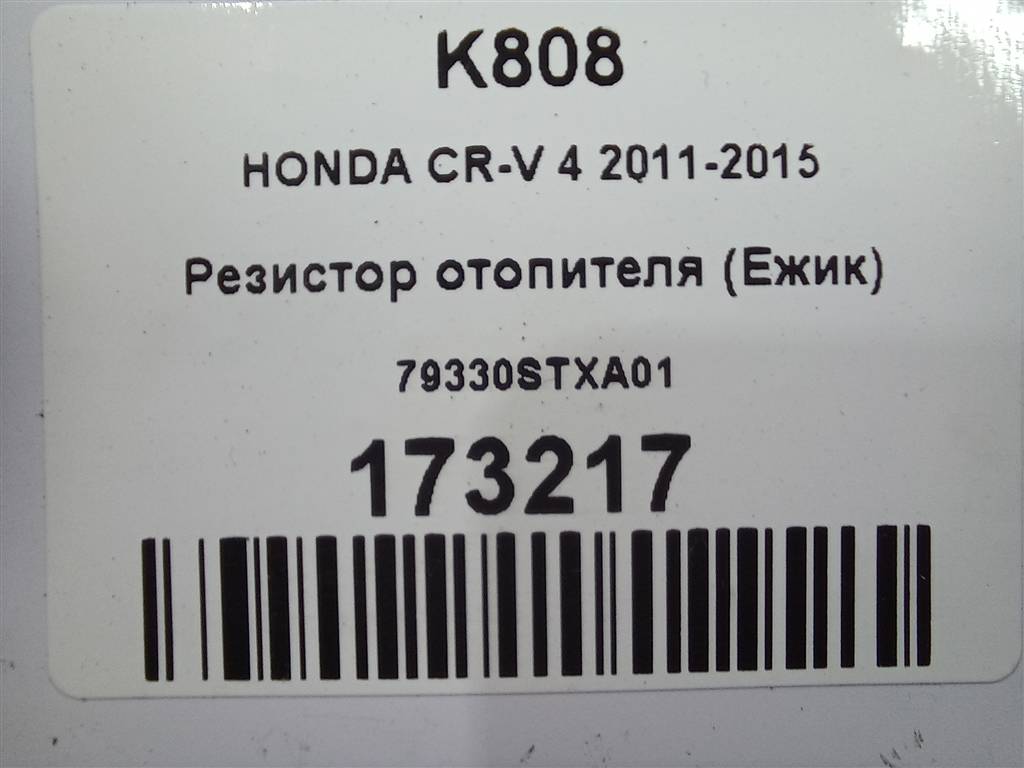 K808
HONDA CR-V 4 2011-2015
Резистор отопителя (Ежик)
79330STXA01
173217